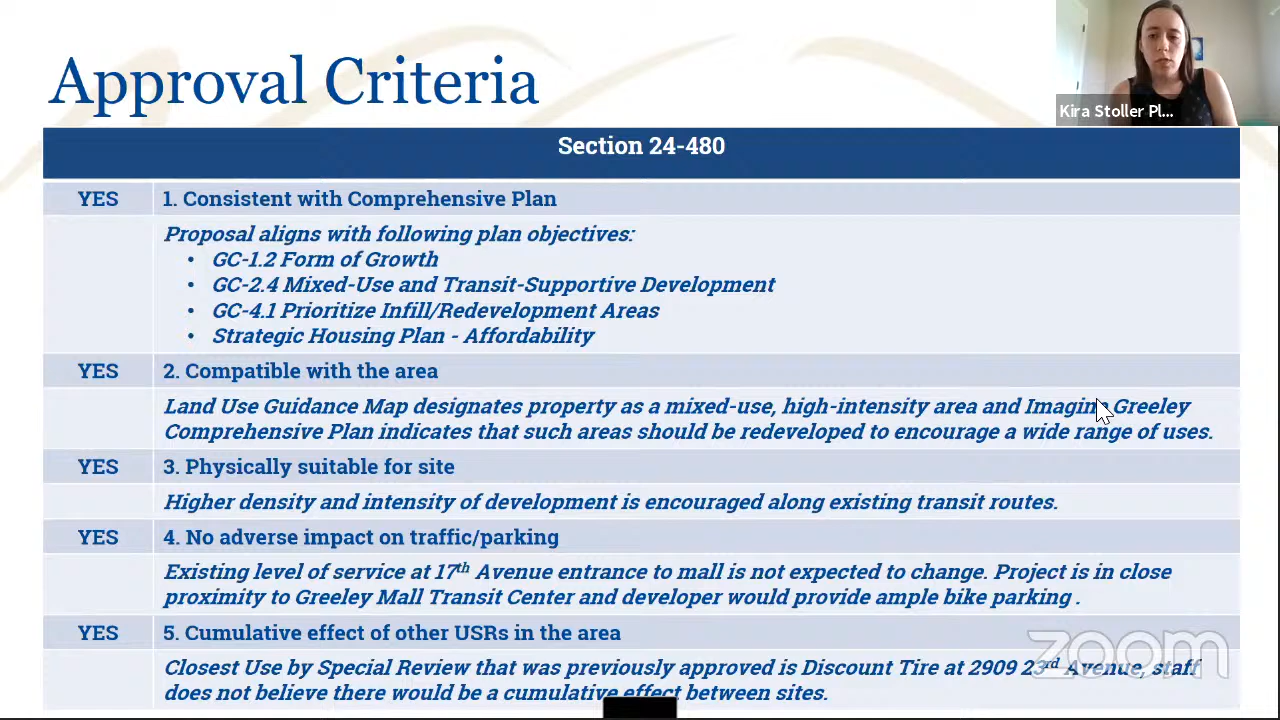 Approval Criteria
Kira Stoller Pl...
Section 24-480
YES 1. Consistent with Comprehensive Plan
Proposal aligns with following plan objectives:
• GC-1.2 Form of Growth
• GC-2.4 Mixed-Use and Transit-Supportive Development
• GC-4.1 Prioritize Infill/Redevelopment Areas
• Strategic Housing Plan - Affordability
YES 2. Compatible with the area
Land Use Guidance Map designates property as a mixed-use, high-intensity area and Imagine Greeley
Comprehensive Plan indicates that such areas should be redeveloped to encourage a wide range of uses.
YES 3. Physically suitable for site
Higher density and intensity of development is encouraged along existing transit routes.
YES 4. No adverse impact on traffic/parking
Existing level of service at 17th Avenue entrance to mall is not expected to change. Project is in close
proximity to Greeley Mall Transit Center and developer would provide ample bike parking .
YES 5. Cumulative effect of other USRs in the area
Closest Use by Special Review that was previously approved is Discount Tire at 2909 23rd Avenue, staff
does not believe there would be a cumulative effect between sites.
zoom